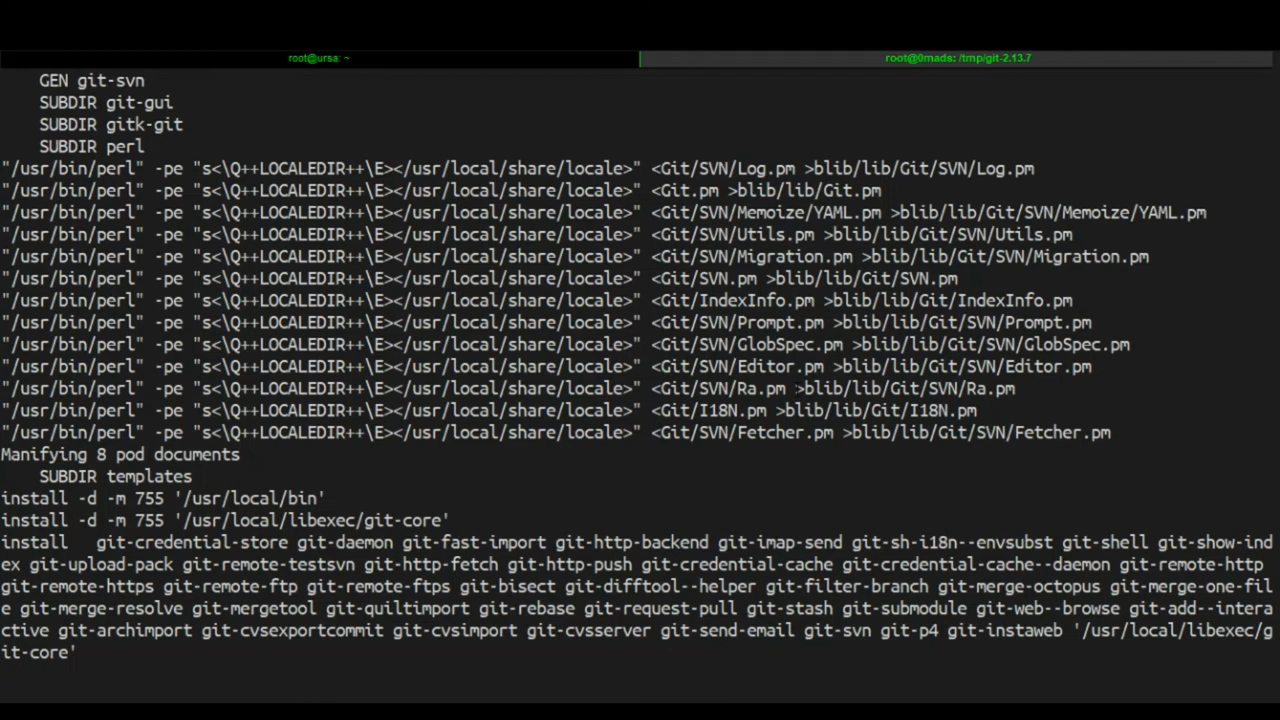 root@ursa: ~
root@0mads: /tmp/git-2.13.7
GEN git-svn
SUBDIR git-gui
SUBDIR gitk-git
SUBDIR perl
"/usr/bin/perl" -pe "s<\Q++LOCALEDIR++\E></usr/local/share/locale>" <Git/SVN/Log.pm >blib/lib/Git/SVN/Log.pm
"/usr/bin/perl" -pe "s<\Q++LOCALEDIR++\E></usr/local/share/locale>" <Git.pm >blib/lib/Git.pm
"/usr/bin/perl" -pe "s<\Q++LOCALEDIR++\E></usr/local/share/locale>" <Git/SVN/Memoize/YAML.pm >blib/lib/Git/SVN/Memoize/YAML.pm
"/usr/bin/perl" -pe "s<\Q++LOCALEDIR++\E></usr/local/share/locale>" <Git/SVN/Utils.pm >blib/lib/Git/SVN/Utils.pm
"/usr/bin/perl" -pe "s<\Q++LOCALEDIR++\E></usr/local/share/locale>" <Git/SVN/Migration.pm >blib/lib/Git/SVN/Migration.pm
"/usr/bin/perl" -pe "s<\Q++LOCALEDIR++\E></usr/local/share/locale>" <Git/SVN.pm >blib/lib/Git/SVN.pm
"/usr/bin/perl" -pe "s<\Q++LOCALEDIR++\E></usr/local/share/locale>" <Git/IndexInfo.pm >blib/lib/Git/IndexInfo.pm
"/usr/bin/perl" -pe "s<\Q++LOCALEDIR++\E></usr/local/share/locale>" <Git/SVN/Prompt.pm >blib/lib/Git/SVN/Prompt.pm
"/usr/bin/perl" -pe "s<\Q++LOCALEDIR++\E></usr/local/share/locale>" <Git/SVN/GlobSpec.pm >blib/lib/Git/SVN/GlobSpec.pm
"/usr/bin/perl" -pe "s<\Q++LOCALEDIR++\E></usr/local/share/locale>" <Git/SVN/Editor.pm >blib/lib/Git/SVN/Editor.pm
"/usr/bin/perl" -pe "s<\Q++LOCALEDIR++\E></usr/local/share/locale>" <Git/SVN/Ra.pm >blib/lib/Git/SVN/Ra.pm
"/usr/bin/perl" -pe "s<\Q++LOCALEDIR++\E></usr/local/share/locale>" <Git/I18N.pm >blib/lib/Git/I18N.pm
"/usr/bin/perl" -pe "s<\Q++LOCALEDIR++\E></usr/local/share/locale>" <Git/SVN/Fetcher.pm >blib/lib/Git/SVN/Fetcher.pm
Manifying 8 pod documents
SUBDIR templates
install -d -m 755 '/usr/local/bin'
install -d -m 755 '/usr/local/libexec/git-core'
install   git-credential-store git-daemon git-fast-import git-http-backend git-imap-send git-sh-i18n--envsubst git-shell git-show-ind
ex git-upload-pack git-remote-testsvn git-http-fetch git-http-push git-credential-cache git-credential-cache--daemon git-remote-http
git-remote-https git-remote-ftp git-remote-ftps git-bisect git-difftool--helper git-filter-branch git-merge-octopus git-merge-one-fil
e git-merge-resolve git-mergetool git-quiltimport git-rebase git-request-pull git-stash git-submodule git-web--browse git-add--intera
ctive git-archimport git-cvsexportcommit git-cvsimport git-cvsserver git-send-email git-svn git-p4 git-instaweb '/usr/local/libexec/g
it-core'